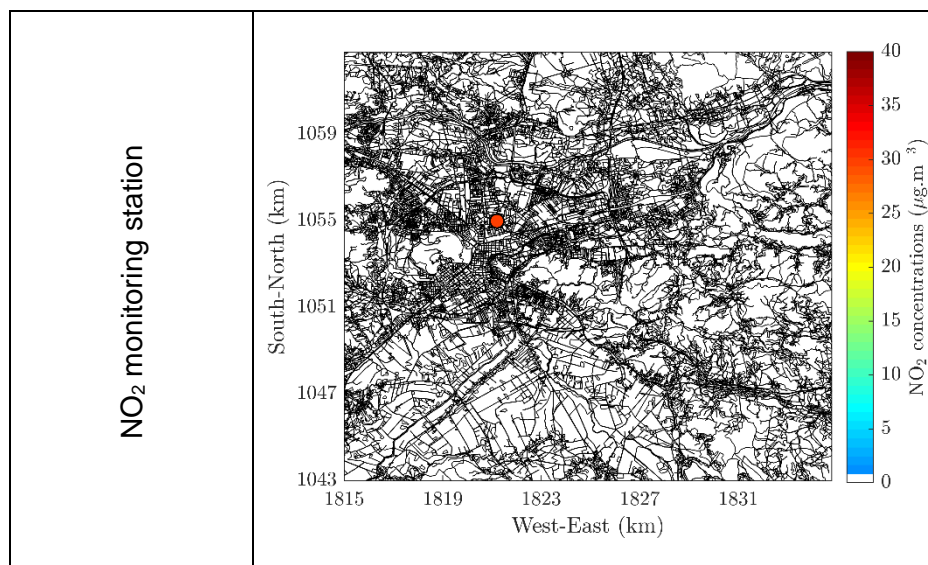 NO₂ monitoring station
40
35
30
25
20
15
10
5
0
NO₂ concentrations (μg.m ³)
1059
1055
1051
1047
1043
South-North (km)
1815 1819 1823 1827 1831
West-East (km)